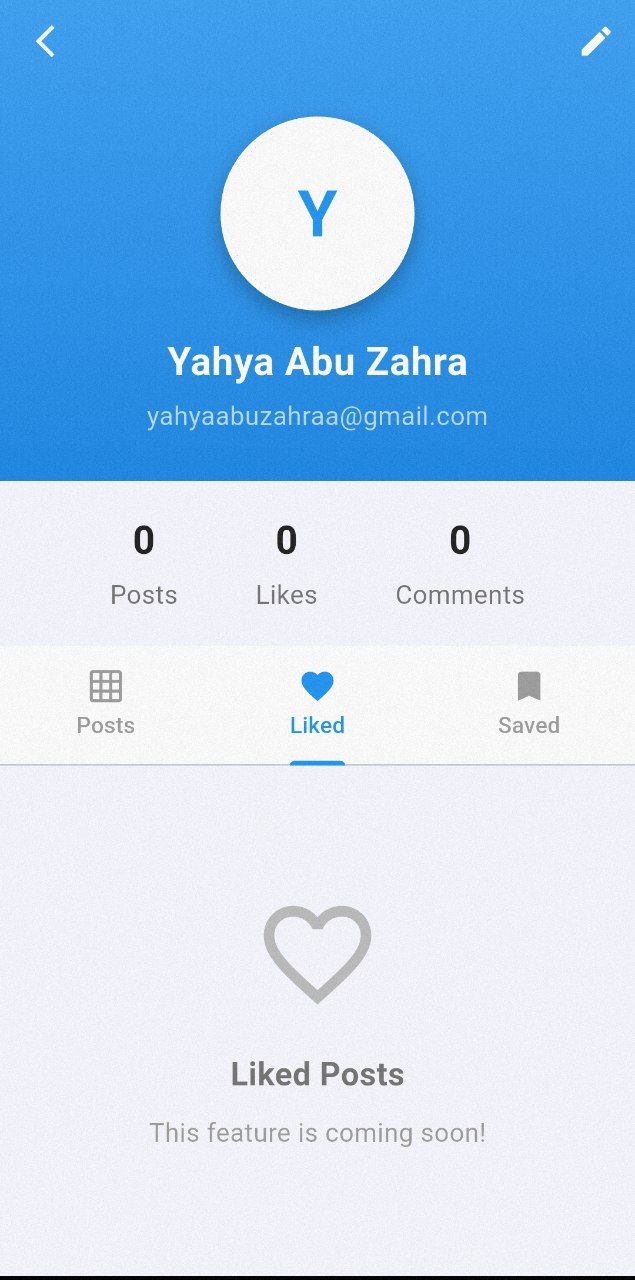 Y
Yahya Abu Zahra
yahyaabuzahraa@gmail.com
0 0 0
Posts Likes Comments
Posts Liked Saved
Liked Posts
This feature is coming soon!